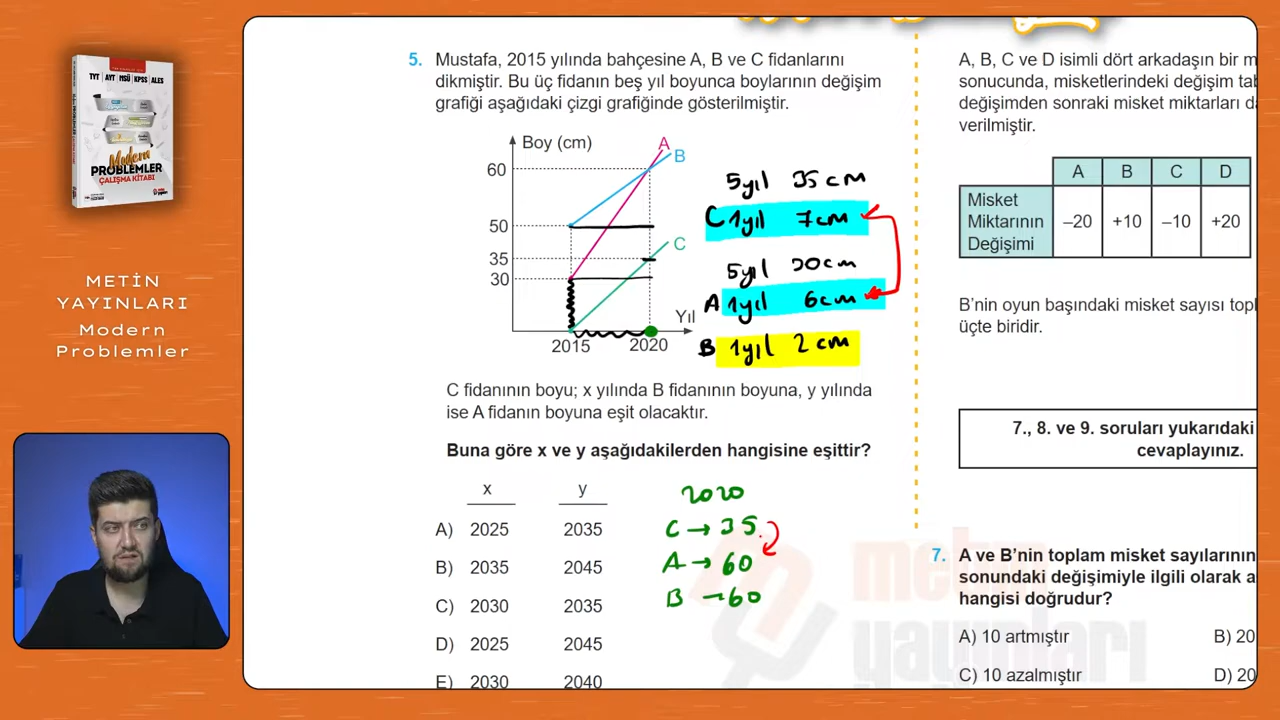 TYT AYT MSÜ KPSS ALES
Modern
PROBLEMLER
ÇALIŞMA KİTABI
METİN
YAYINLARI
Modern
Problemler
5. Mustafa, 2015 yılında bahçesine A, B ve C fidanlarını
dikmiştir. Bu üç fidanın beş yıl boyunca boylarının değişim
grafiği aşağıdaki çizgi grafiğinde gösterilmiştir.
Boy (cm)
A
B
60
50
C
35
30
Yıl
2015 2020
5yıl 35cm
C 1yıl 7cm
5yıl 30cm
A 1yıl 6cm
B 1yıl 2cm
C fidanının boyu; x yılında B fidanının boyuna, y yılında
ise A fidanın boyuna eşit olacaktır.
Buna göre x ve y aşağıdakilerden hangisine eşittir?
x y
A) 2025 2035
B) 2035 2045
C) 2030 2035
D) 2025 2045
E) 2030 2040
2020
C → 35
A → 60
B → 60
A, B, C ve D isimli dört arkadaşın bir m
sonucunda, misketlerindeki değişim tab
değişimden sonraki misket miktarları da
verilmiştir.
A B C D
Misket
Miktarının
Değişimi
–20 +10 –10 +20
B'nin oyun başındaki misket sayısı topl
üçte biridir.
7., 8. ve 9. soruları yukarıdaki
cevaplayınız.
7. A ve B'nin toplam misket sayılarının
sonundaki değişimiyle ilgili olarak a
hangisi doğrudur?
A) 10 artmıştır B) 20
C) 10 azalmıştır D) 20
metin
yayınları